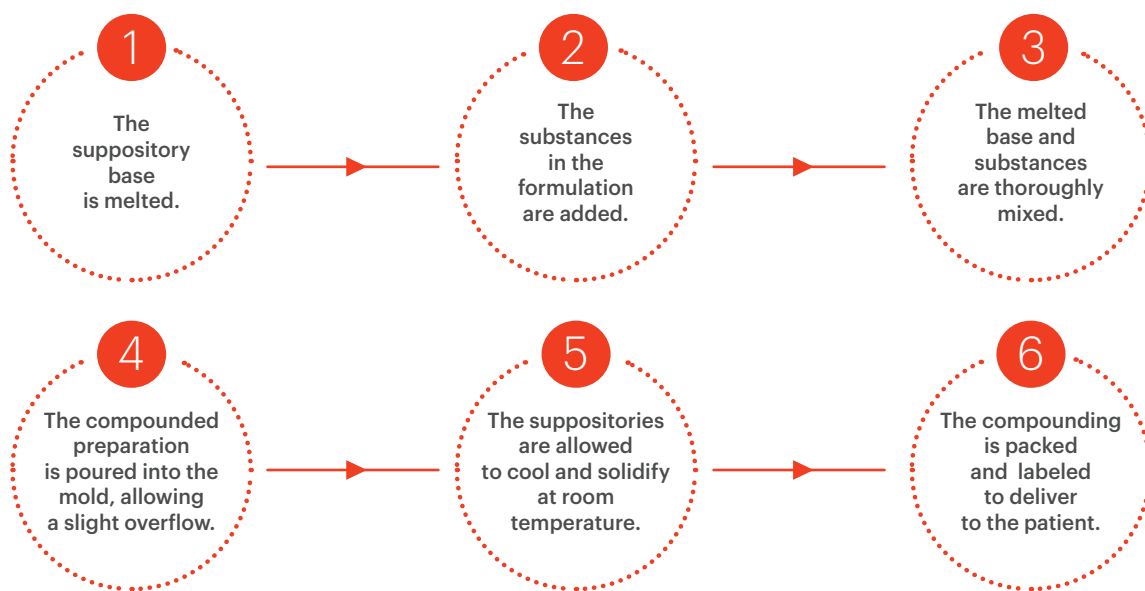 1
The
suppository
base
is melted.
2
The
substances
in the
formulation
are added.
3
The melted
base and
substances
are thoroughly
mixed.
4
The compounded
preparation
is poured into the
mold, allowing
a slight overflow.
5
The suppositories
are allowed
to cool and solidify
at room
temperature.
6
The compounding
is packed
and labeled
to deliver
to the patient.